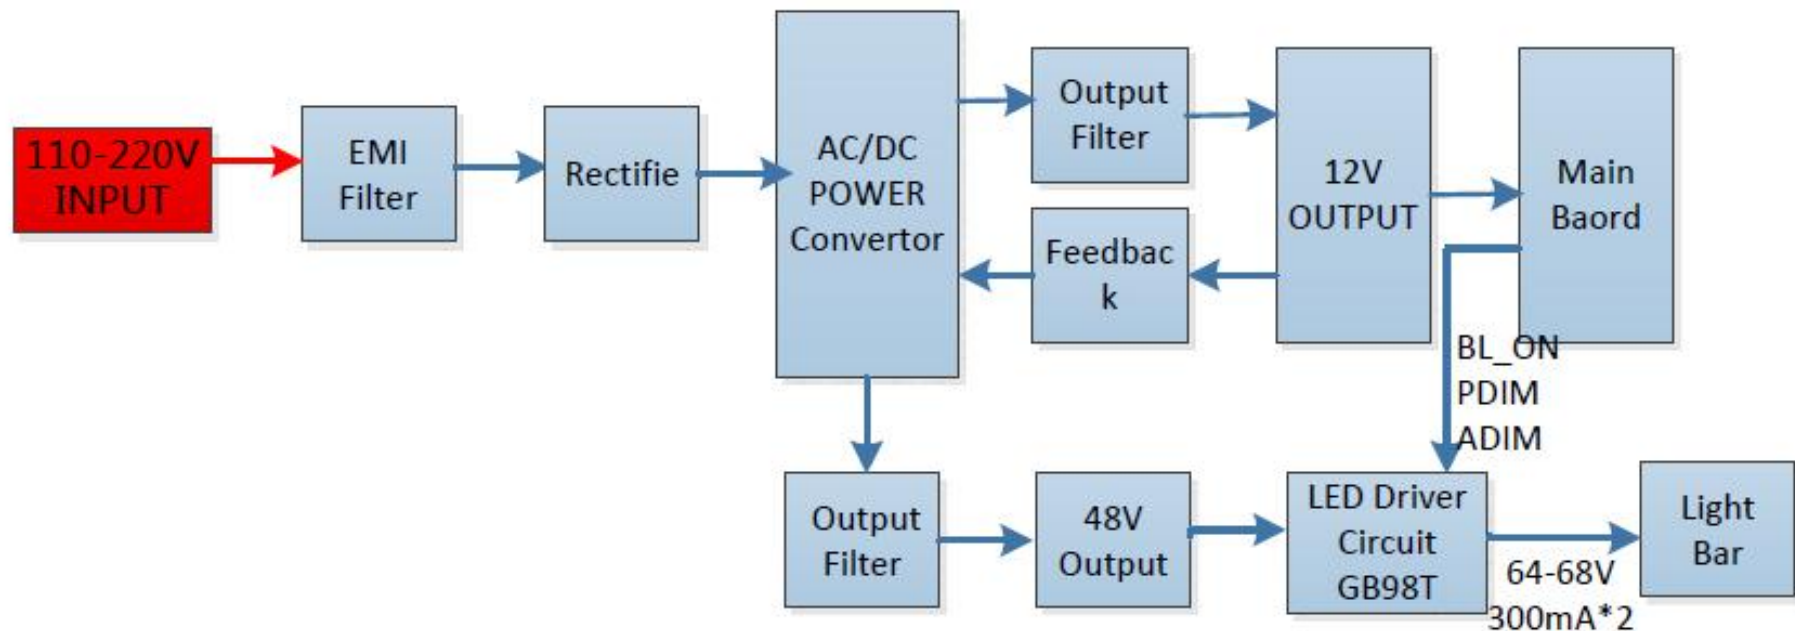 110-220V
INPUT
EMI
Filter
Rectifie
AC/DC
POWER
Convertor
Output
Filter
Feedbac
k
12V
OUTPUT
Main
Baord
BL_ON
PDIM
ADIM
Output
Filter
48V
Output
LED Driver
Circuit
GB98T
64-68V
300mA*2
Light
Bar